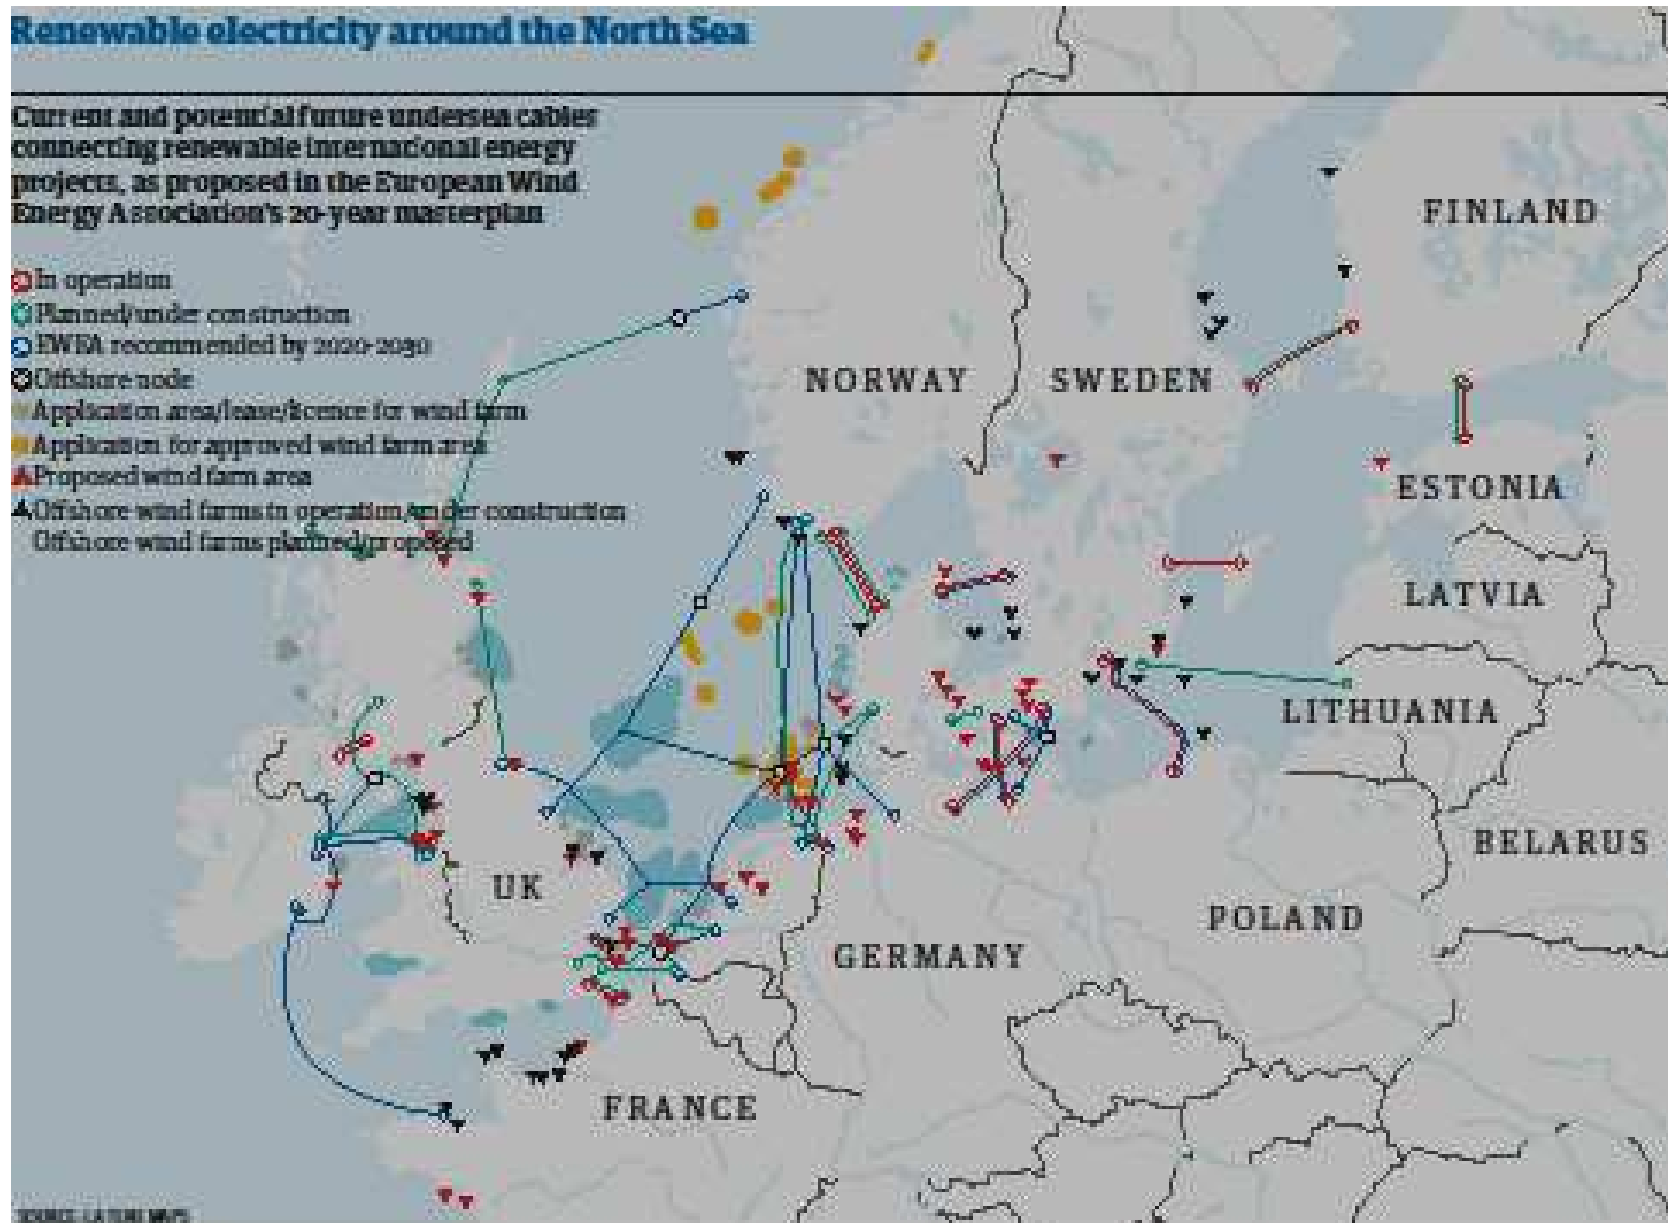 Renewable electricity around the North Sea
Current and potential future undersea cables
connecting renewable international energy
projects, as proposed in the European Wind
Energy Association's 20-year masterplan
In operation
Planned/under construction
EWEA recommended by 2020-2030
Offshore node
Application area/lease/licence for wind farm
Application for approved wind farm area
Proposed wind farm area
Offshore wind farms in operation/under construction
Offshore wind farms planned/proposed
FINLAND
NORWAY
SWEDEN
ESTONIA
LATVIA
LITHUANIA
BELARUS
UK
POLAND
GERMANY
FRANCE
SOURCE:
MAPS